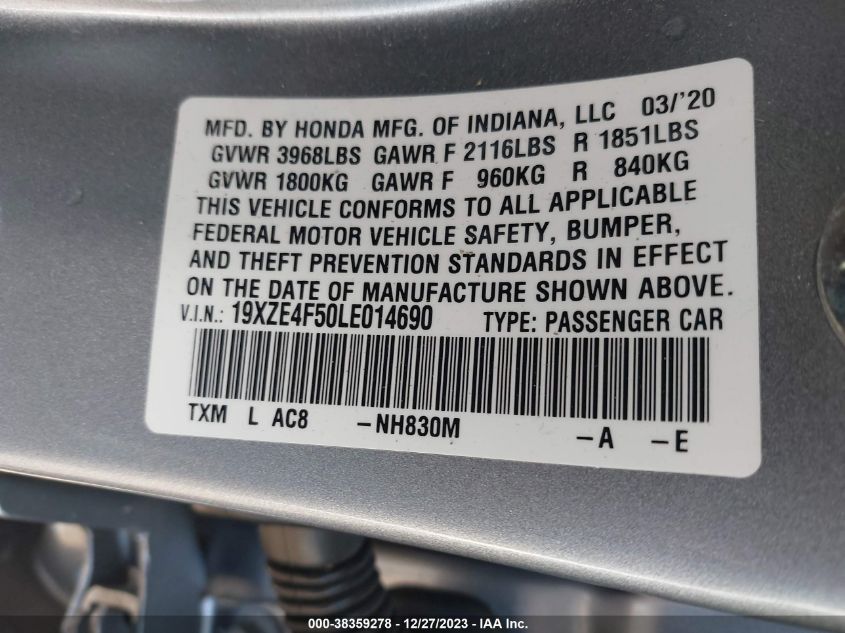 MFD. BY HONDA MFG. OF INDIANA, LLC 03/'20
GVWR 3968LBS GAWR F 2116LBS R 1851LBS
GVWR 1800KG GAWR F 960KG R 840KG
THIS VEHICLE CONFORMS TO ALL APPLICABLE
FEDERAL MOTOR VEHICLE SAFETY, BUMPER,
AND THEFT PREVENTION STANDARDS IN EFFECT
ON THE DATE OF MANUFACTURE SHOWN ABOVE.
V.I.N.: 19XZE4F50LE014690 TYPE: PASSENGER CAR
TXM L AC8 -NH830M -A -E
000-38359278 - 12/27/2023 - IAA Inc.